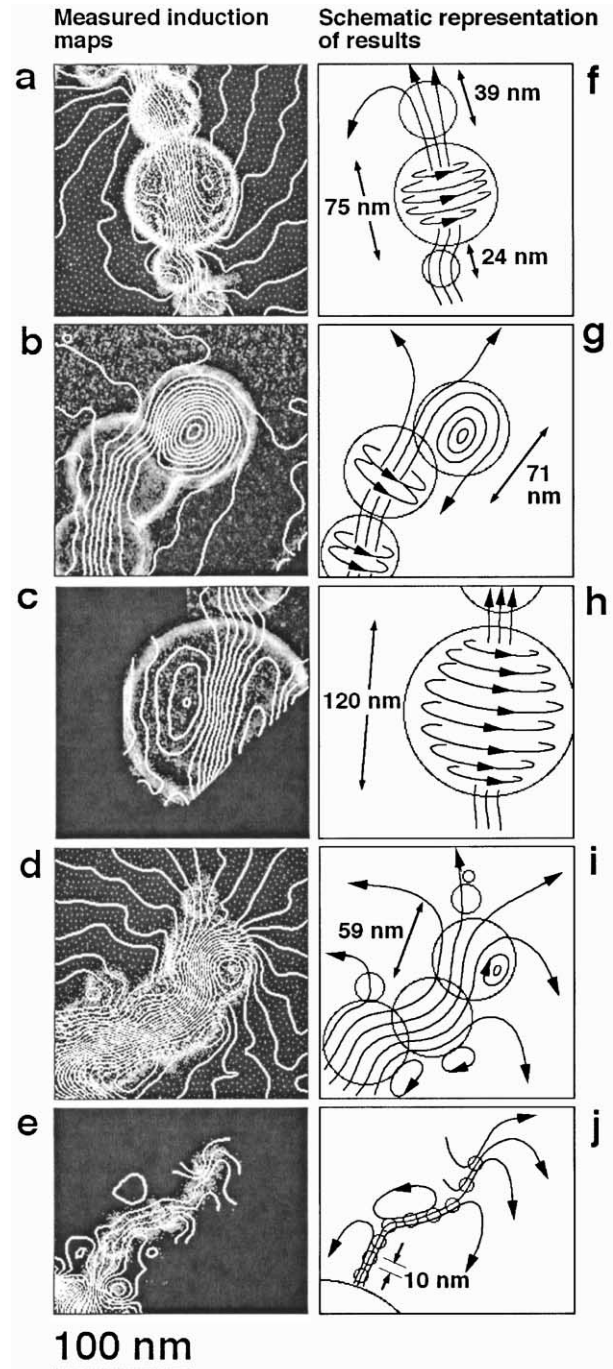 Measured induction
maps
Schematic representation
of results
a
f
39 nm
75 nm
24 nm
b
g
71
nm
c
h
120 nm
d
i
59 nm
e
j
10 nm
100 nm